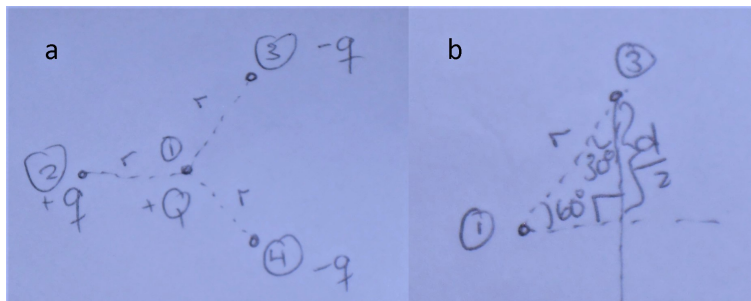 a
③ -q
r
①
② r
+q +Q
r
④ -q
b
③
r
30°
d/2
60°
①